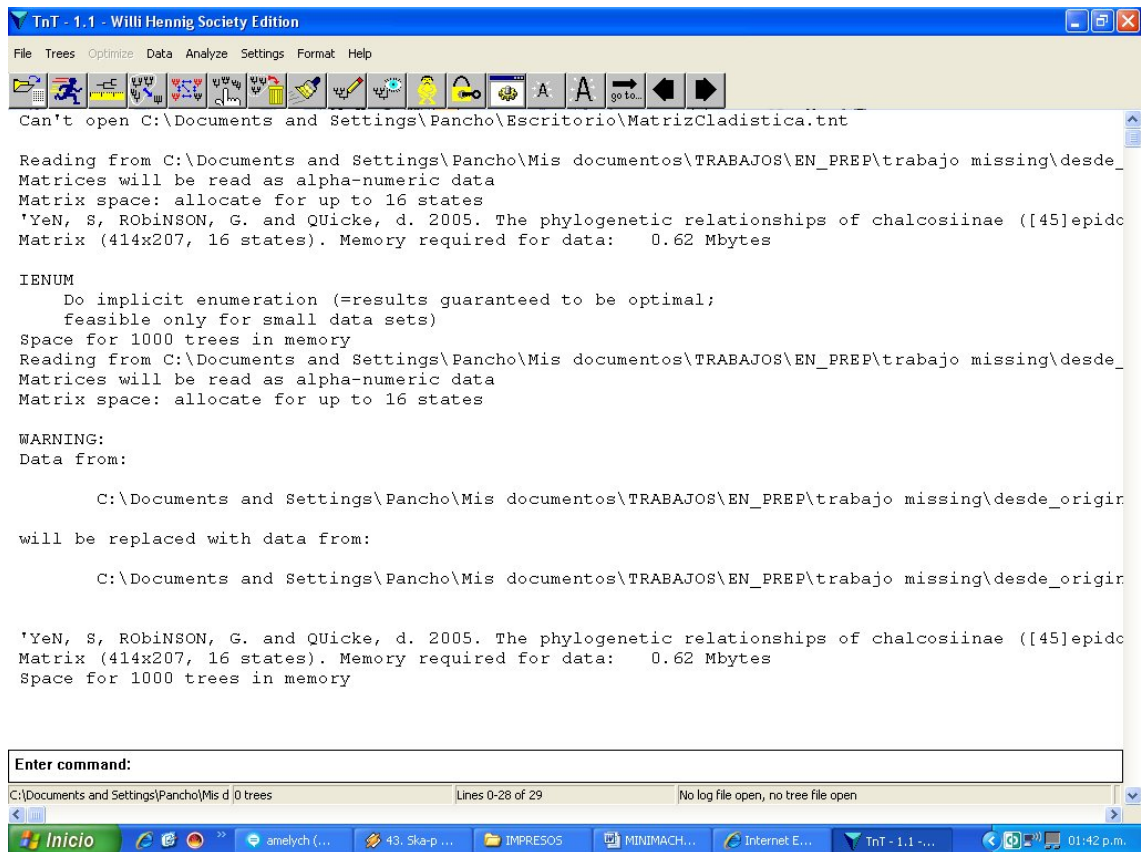 TnT - 1.1 - Willi Hennig Society Edition
File Trees Optimize Data Analyze Settings Format Help
A A go to...
Can't open C:\Documents and Settings\Pancho\Escritorio\MatrizCladistica.tnt
Reading from C:\Documents and Settings\Pancho\Mis documentos\TRABAJOS\EN_PREP\trabajo missing\desde_
Matrices will be read as alpha-numeric data
Matrix space: allocate for up to 16 states
'YeN, S, RObiNSON, G. and QUicke, d. 2005. The phylogenetic relationships of chalcosiinae ([45]epido
Matrix (414x207, 16 states). Memory required for data: 0.62 Mbytes
IENUM
Do implicit enumeration (=results guaranteed to be optimal;
feasible only for small data sets)
Space for 1000 trees in memory
Reading from C:\Documents and Settings\Pancho\Mis documentos\TRABAJOS\EN_PREP\trabajo missing\desde_
Matrices will be read as alpha-numeric data
Matrix space: allocate for up to 16 states
WARNING:
Data from:
C:\Documents and Settings\Pancho\Mis documentos\TRABAJOS\EN_PREP\trabajo missing\desde_origin
will be replaced with data from:
C:\Documents and Settings\Pancho\Mis documentos\TRABAJOS\EN_PREP\trabajo missing\desde_origin
'YeN, S, RObiNSON, G. and QUicke, d. 2005. The phylogenetic relationships of chalcosiinae ([45]epido
Matrix (414x207, 16 states). Memory required for data: 0.62 Mbytes
Space for 1000 trees in memory
Enter command:
C:\Documents and Settings\Pancho\Mis d 0 trees Lines 0-28 of 29 No log file open, no tree file open
Inicio amelych (... 43. Ska-p ... IMPRESOS MINIMACH... Internet E... TnT - 1.1 -... 01:42 p.m.